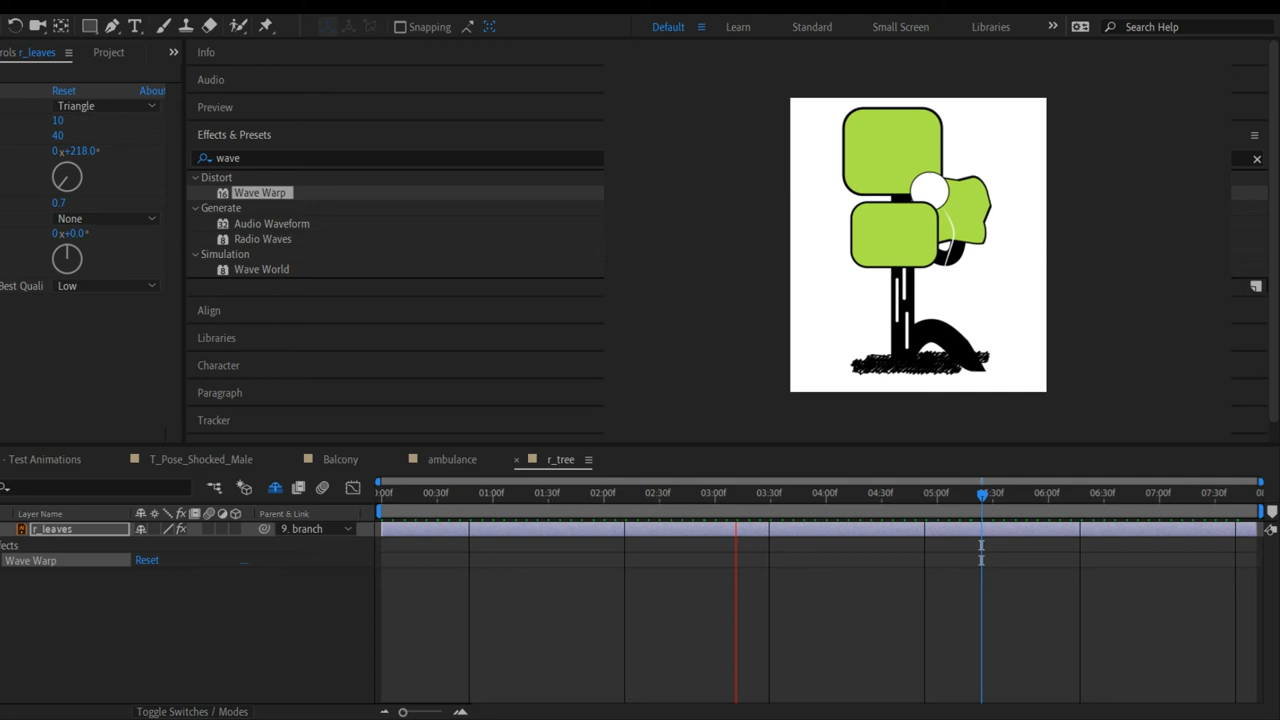 Snapping
Default
Learn
Standard
Small Screen
Libraries
Search Help
rols r_leaves
Project
Info
Reset
About
Audio
Triangle
Preview
10
40
Effects & Presets
0 x+218.0°
wave
Distort
Wave Warp
0.7
Generate
None
Audio Waveform
0 x+0.0°
Radio Waves
Simulation
Wave World
Best Quali
Low
Align
Libraries
Character
Paragraph
Tracker
- Test Animations
T_Pose_Shocked_Male
Balcony
ambulance
r_tree
0:00f
00:30f
01:00f
01:30f
02:00f
02:30f
03:00f
03:30f
04:00f
04:30f
05:00f
:30f
06:00f
06:30f
07:00f
07:30f
Layer Name
Parent & Link
r_leaves
9. branch
fects
Wave Warp
Reset
...
Toggle Switches / Modes